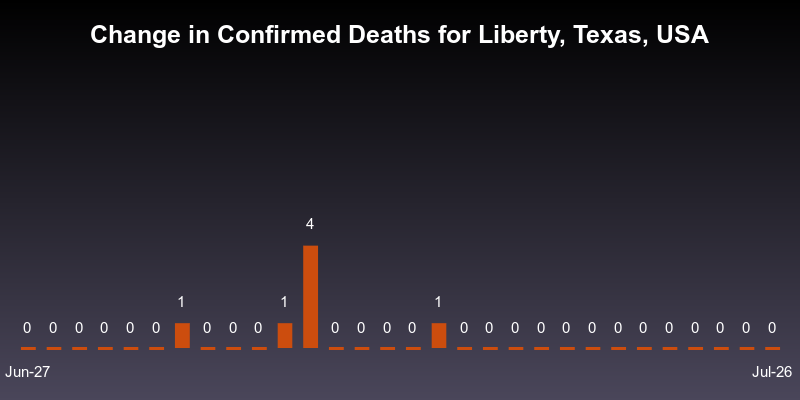 Change in Confirmed Deaths for Liberty, Texas, USA
4
1 1 1
0 0 0 0 0 0 0 0 0 0 0 0 0 0 0 0 0 0 0 0 0 0 0 0 0 0
Jun-27 Jul-26